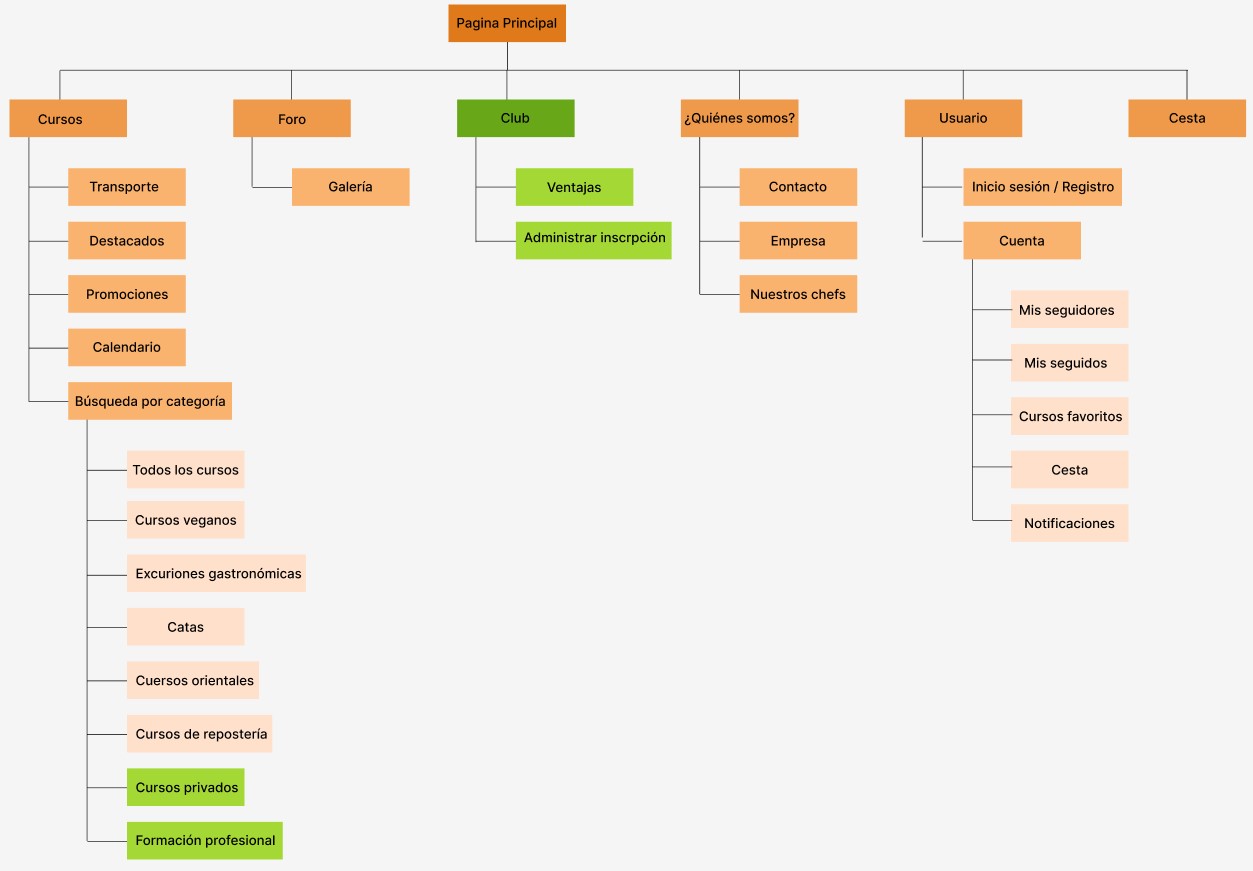 Pagina Principal
Cursos
Foro
Club
¿Quiénes somos?
Usuario
Cesta
Transporte
Destacados
Promociones
Calendario
Búsqueda por categoría
Todos los cursos
Cursos veganos
Excuriones gastronómicas
Catas
Cuersos orientales
Cursos de repostería
Cursos privados
Formación profesional
Galería
Ventajas
Administrar inscrpción
Contacto
Empresa
Nuestros chefs
Inicio sesión / Registro
Cuenta
Mis seguidores
Mis seguidos
Cursos favoritos
Cesta
Notificaciones